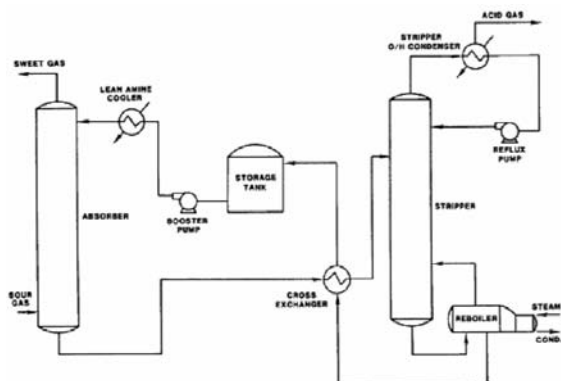 ACID GAS
STRIPPER
O/H CONDENSER
SWEET GAS
LEAN AMINE
COOLER
REFLUX
PUMP
STORAGE
TANK
STRIPPER
ABSORBER
BOOSTER
PUMP
SOUR
GAS
CROSS
EXCHANGER
REBOILER
STEAM
COND